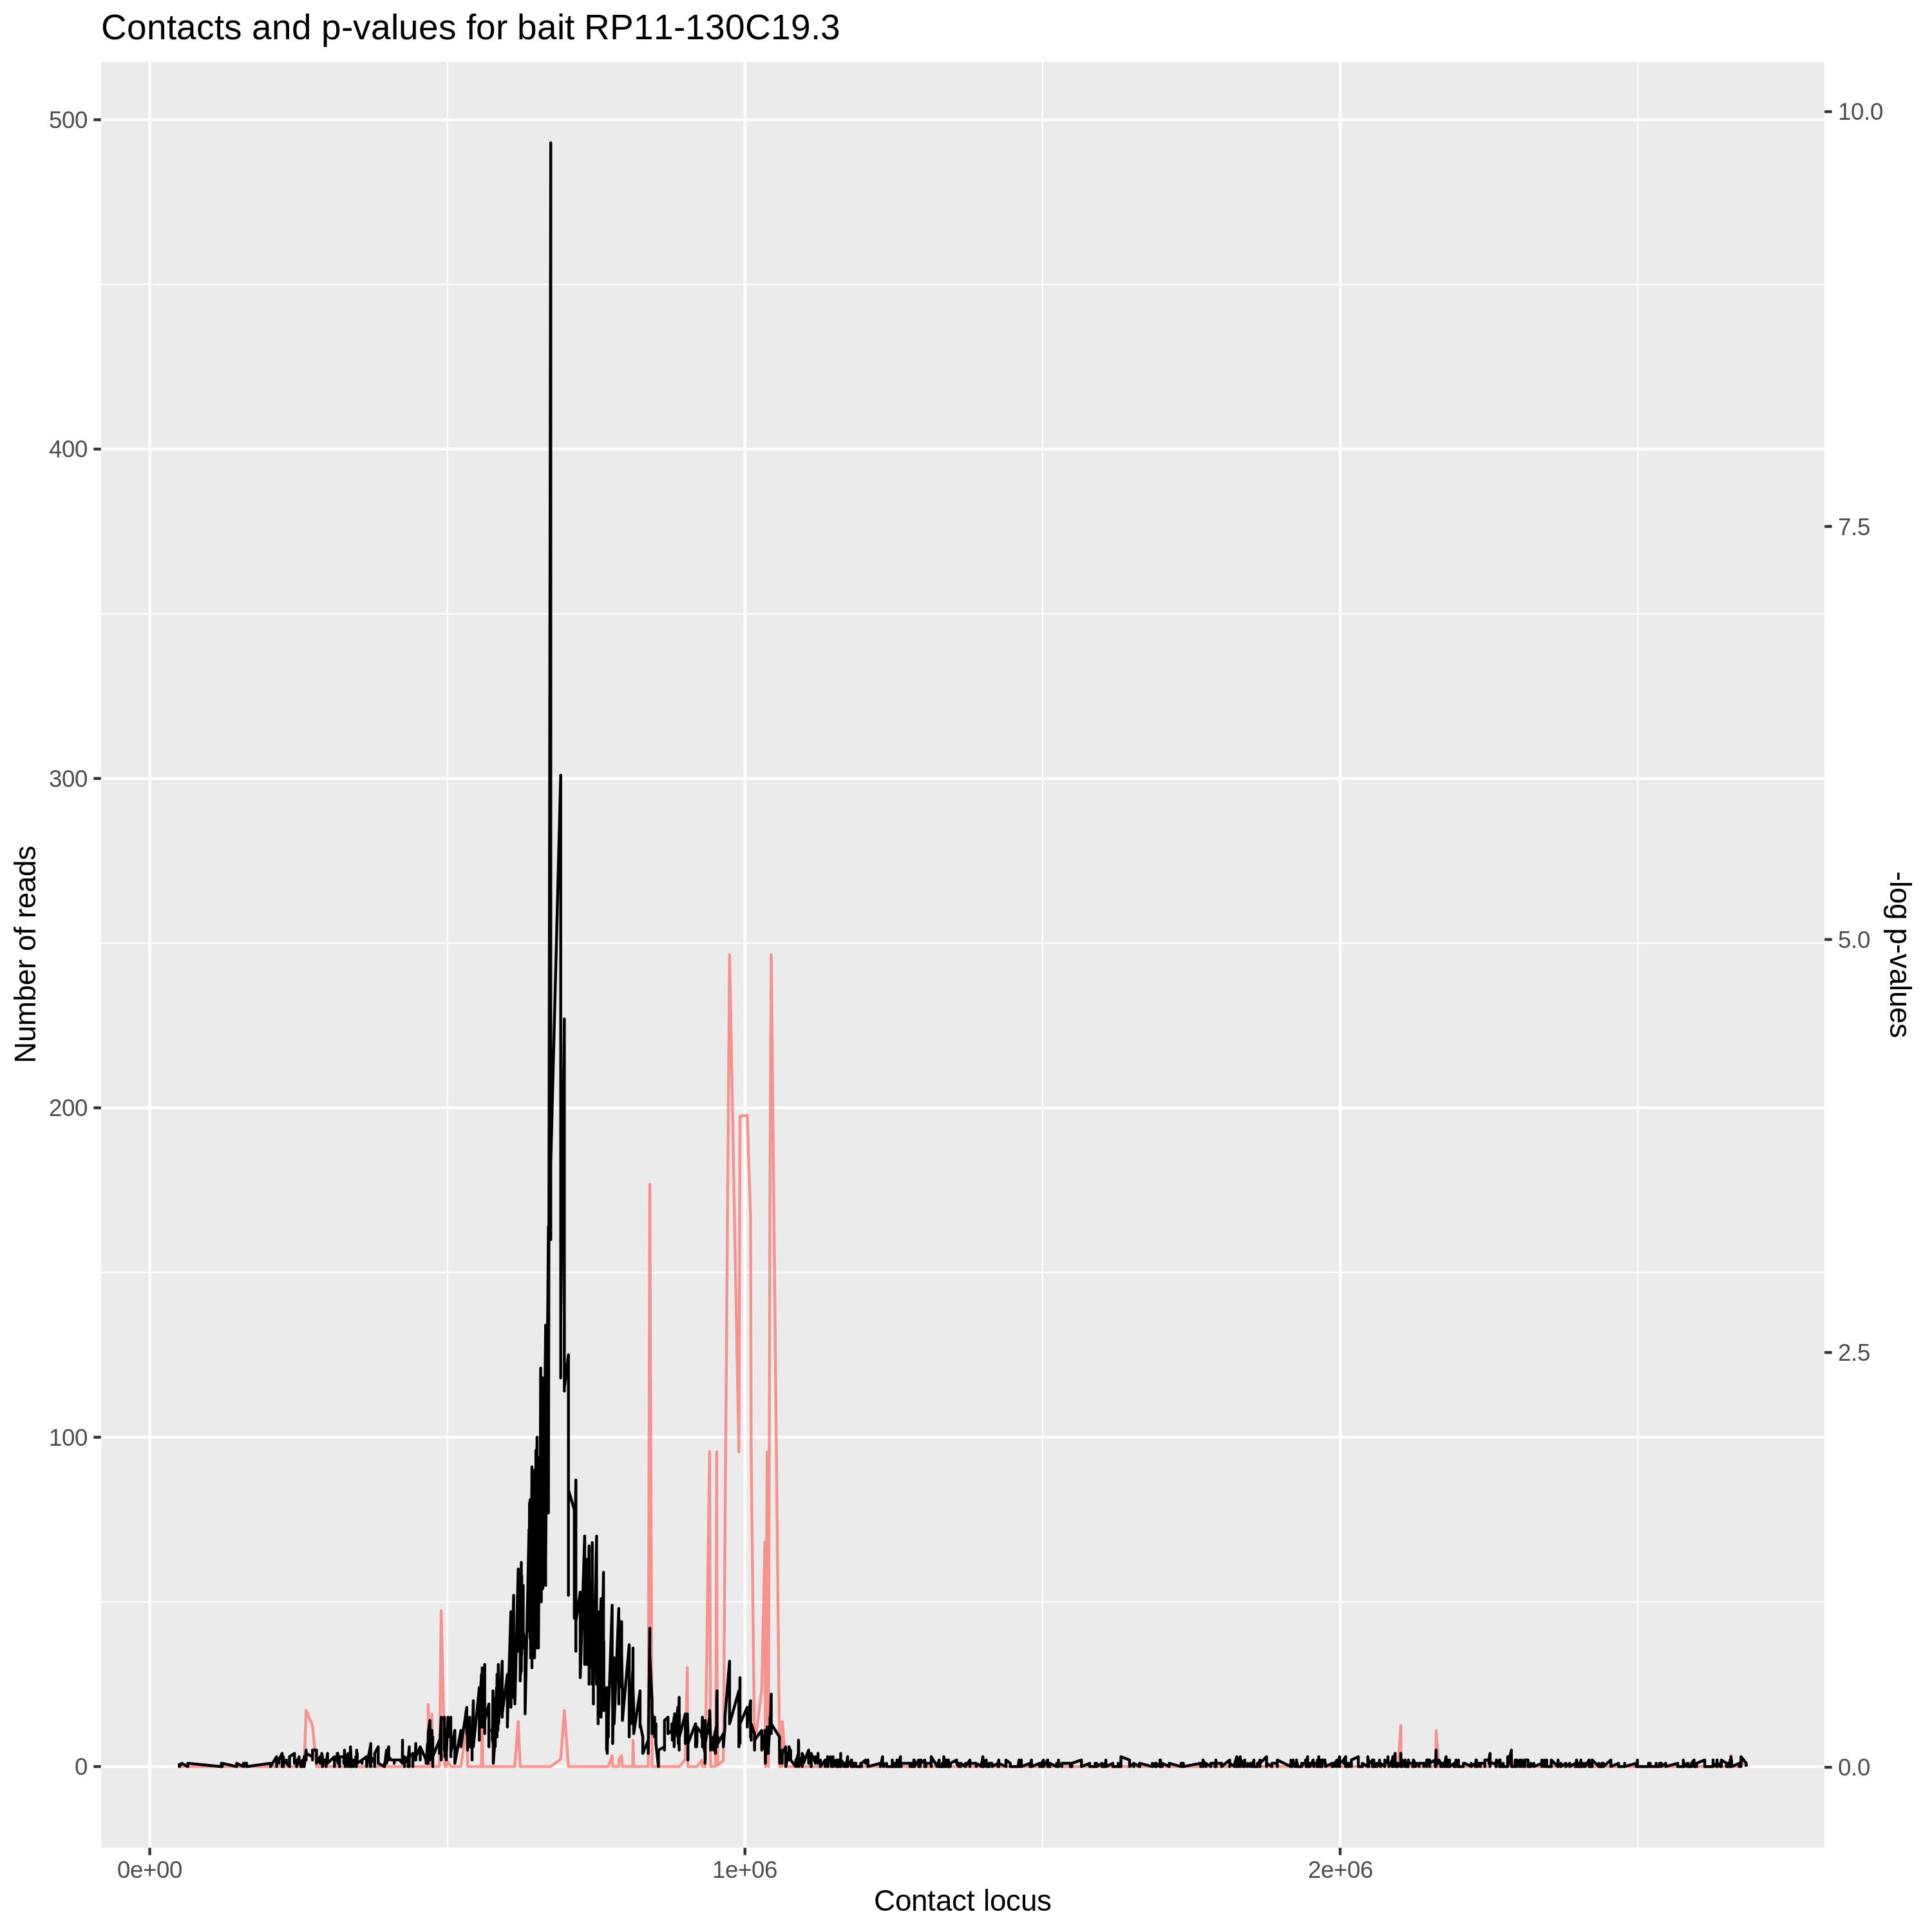 Contacts and p-values for bait RP11-130C19.3
500
400
300
200
100
0
Number of reads
10.0
7.5
5.0
2.5
0.0
-log p-values
0e+00
1e+06
2e+06
Contact locus